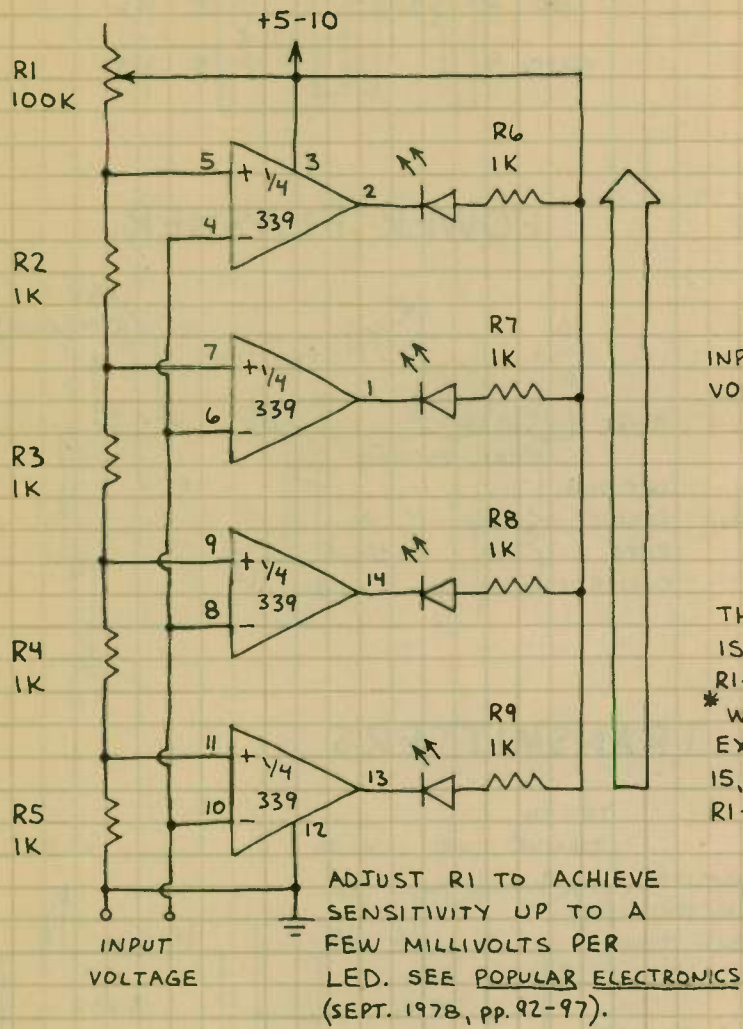 +5-10
R1
100K
5
+
1/4
339
3
2
4
-
R6
1K
R2
1K
7
+
1/4
339
1
6
-
R7
1K
R3
1K
9
+
1/4
339
14
8
-
R8
1K
R4
1K
11
+
1/4
339
13
10
-
12
R9
1K
R5
1K
INPUT
VOLTAGE
ADJUST R1 TO ACHIEVE
SENSITIVITY UP TO A
FEW MILLIVOLTS PER
LED. SEE POPULAR ELECTRONICS
(SEPT. 1978, pp. 92-97).
INP
VO
TH
IS
R1-
* W
EX
15,
R1-